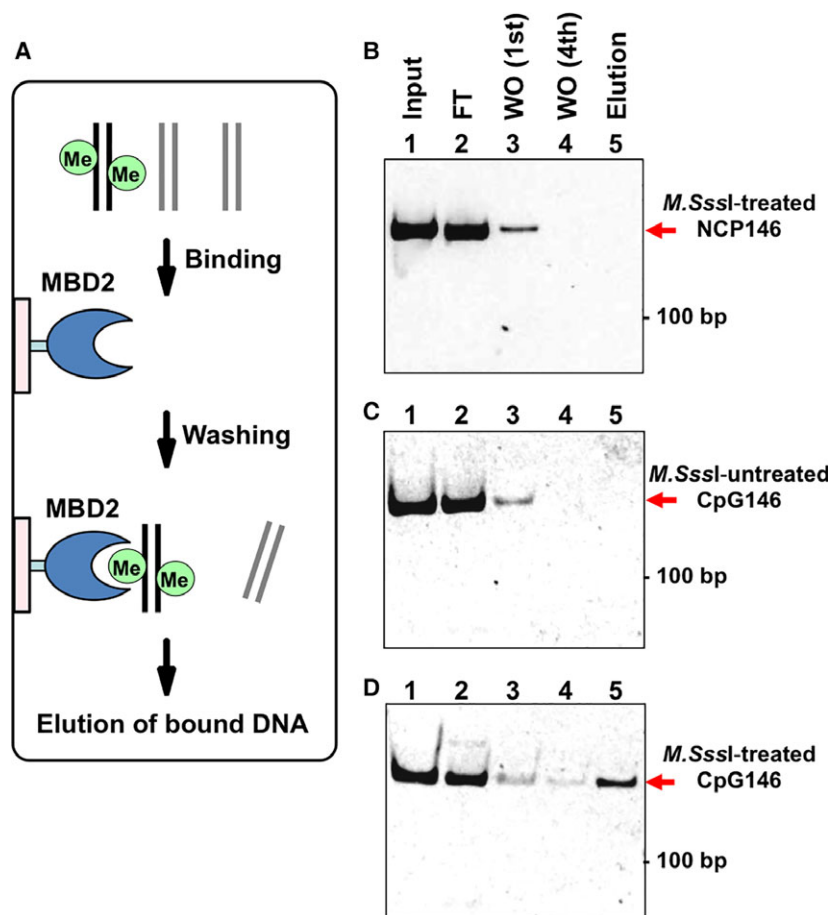 A
Me
Me
Binding
MBD2
Washing
MBD2
Me
Me
Elution of bound DNA
B
Input
FT
WO (1st)
WO (4th)
Elution
1 2 3 4 5
M.SssI-treated
NCP146
- 100 bp
C
1 2 3 4 5
M.SssI-untreated
CpG146
- 100 bp
D
1 2 3 4 5
M.SssI-treated
CpG146
- 100 bp